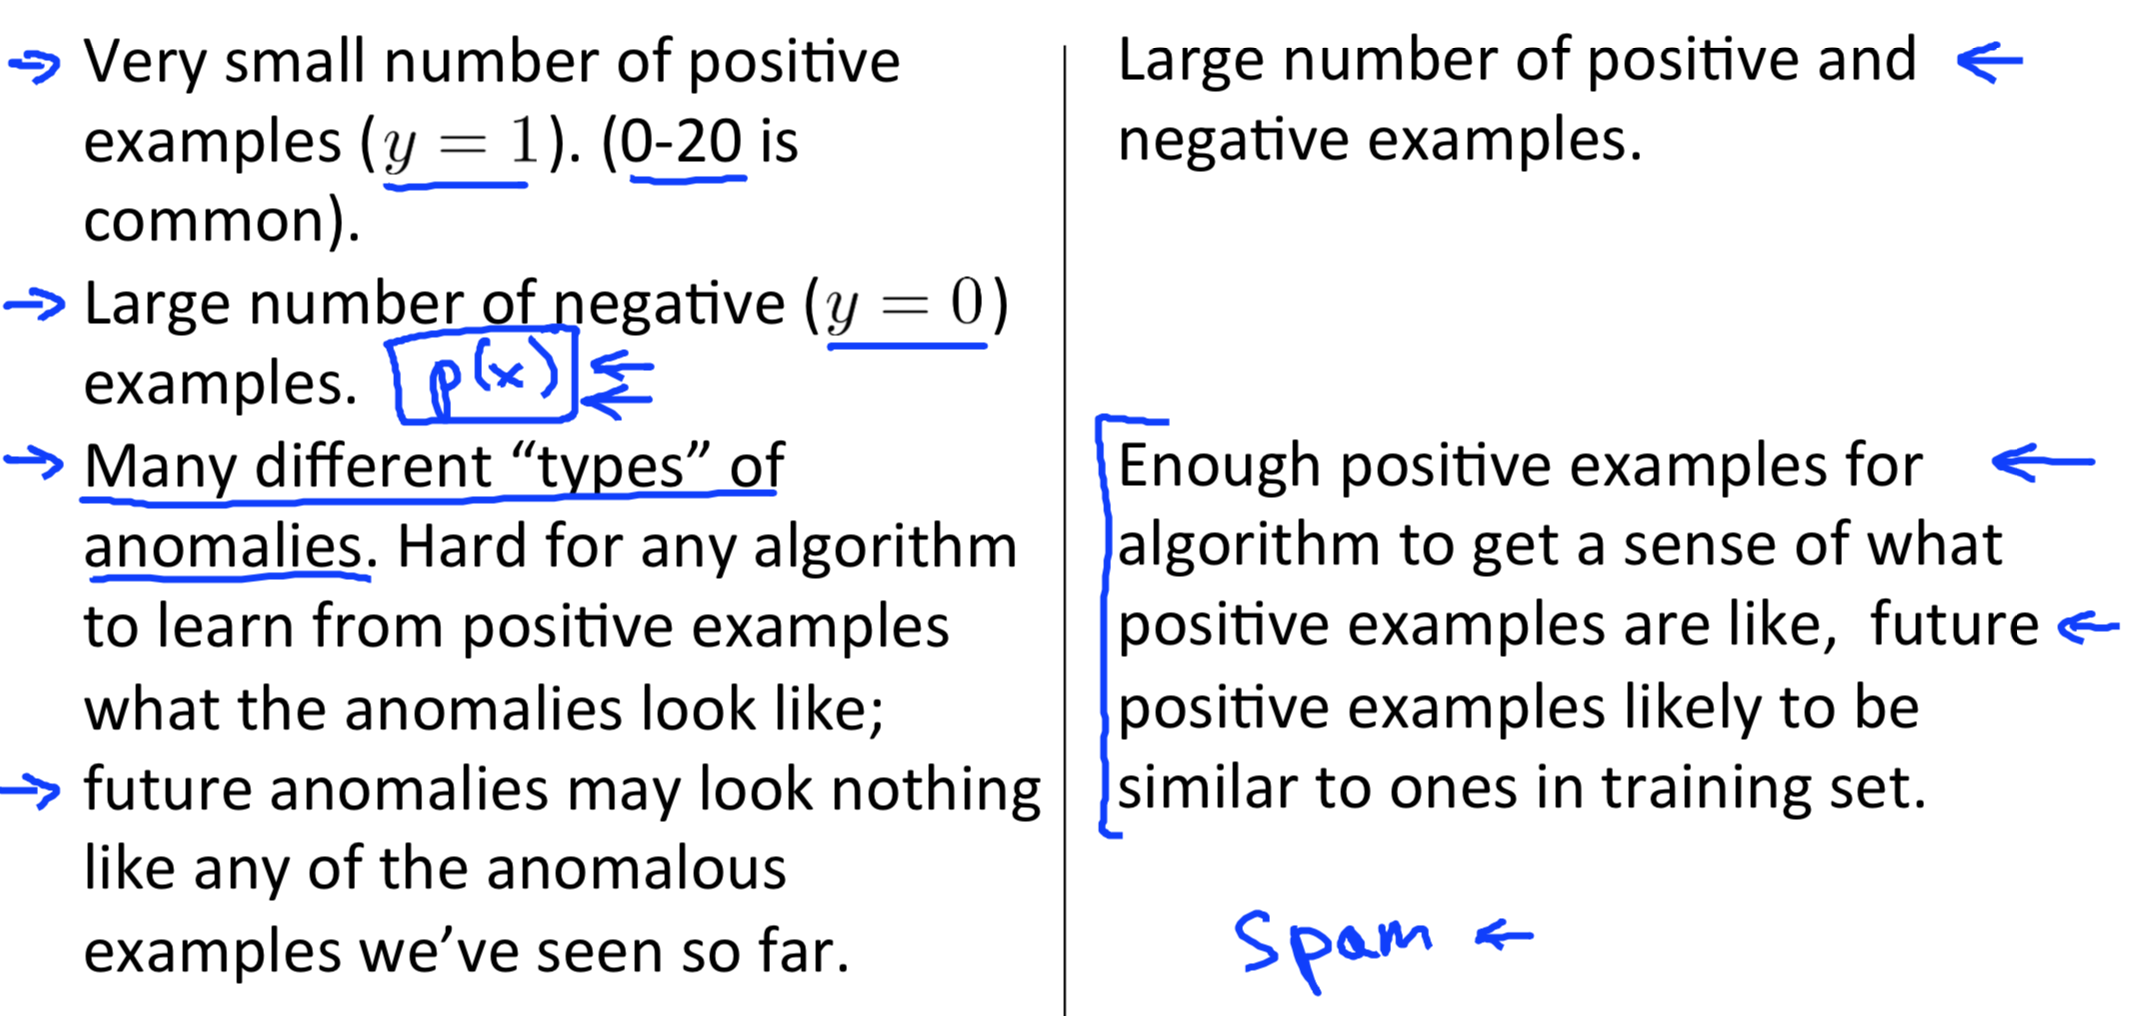 Very small number of positive
examples (y = 1). (0-20 is
common).
Large number of negative (y = 0)
examples. p(x)
Many different “types” of
anomalies. Hard for any algorithm
to learn from positive examples
what the anomalies look like;
future anomalies may look nothing
like any of the anomalous
examples we’ve seen so far.
Large number of positive and
negative examples.
Enough positive examples for
algorithm to get a sense of what
positive examples are like, future
positive examples likely to be
similar to ones in training set.
Spam